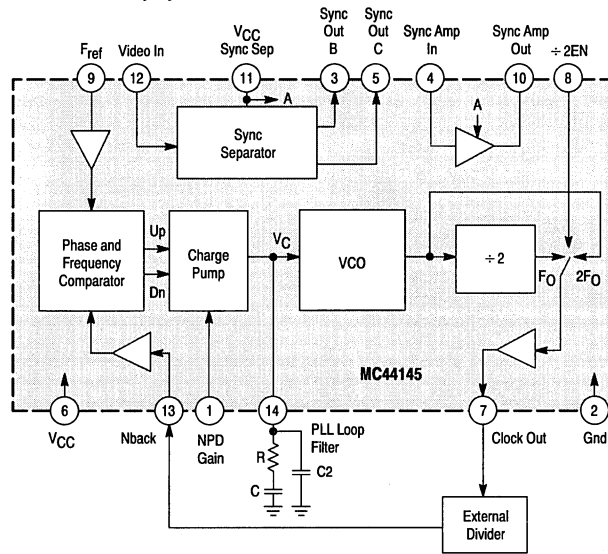 Fref
Video In
VCC
Sync Sep
Sync
Out
B
Sync
Out
C
Sync Amp
In
Sync Amp
Out
÷ 2EN
9
12
11
3
5
4
10
8
A
A
Sync
Separator
Phase and
Frequency
Comparator
Up
Dn
Charge
Pump
VC
VCO
÷ 2
FO
2FO
MC44145
6
13
1
14
7
2
VCC
Nback
NPD
Gain
PLL Loop
Filter
Clock Out
Gnd
R
C
C2
External
Divider